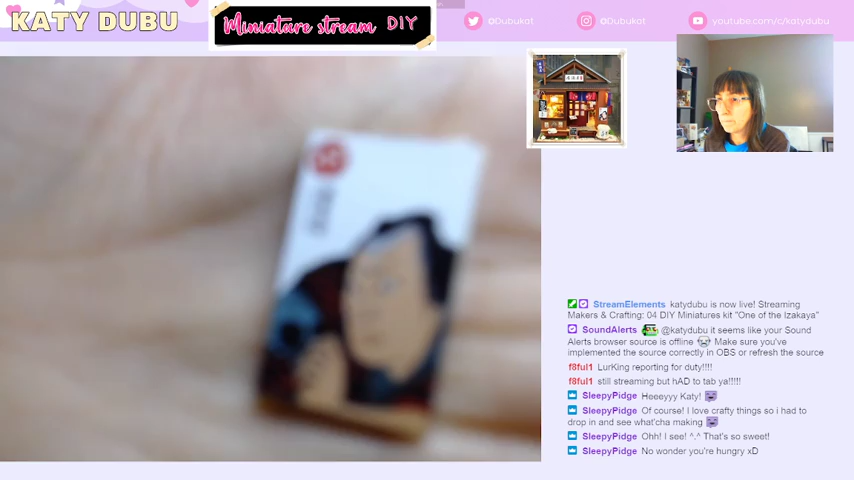 KATY DUBU
Miniature stream DIY
@Dubukat
@Dubukat
youtube.com/c/katydubu
StreamElements katydubu is now live! Streaming
Makers & Crafting: 04 DIY Miniatures kit "One of the Izakaya"
SoundAlerts @katydubu it seems like your Sound
Alerts browser source is offline Make sure you've
implemented the source correctly in OBS or refresh the source
f8ful1 LurKing reporting for duty!!!!
f8ful1 still streaming but hAD to tab ya!!!!!
SleepyPidge Heeeyyy Katy!
SleepyPidge Of course! I love crafty things so i had to
drop in and see what'cha making
SleepyPidge Ohh! I see! ^.^ That's so sweet!
SleepyPidge No wonder you're hungry xD